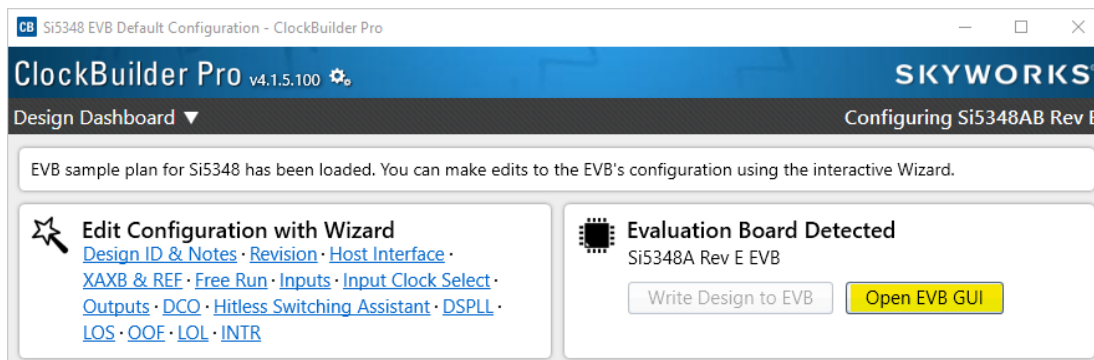 CB Si5348 EVB Default Configuration - ClockBuilder Pro
ClockBuilder Pro v4.1.5.100
SKYWORKS
Design Dashboard ▼
Configuring Si5348AB Rev E
EVB sample plan for Si5348 has been loaded. You can make edits to the EVB's configuration using the interactive Wizard.
Edit Configuration with Wizard
Design ID & Notes · Revision · Host Interface ·
XAXB & REF · Free Run · Inputs · Input Clock Select ·
Outputs · DCO · Hitless Switching Assistant · DSPLL ·
LOS · OOF · LOL · INTR
Evaluation Board Detected
Si5348A Rev E EVB
Write Design to EVB
Open EVB GUI